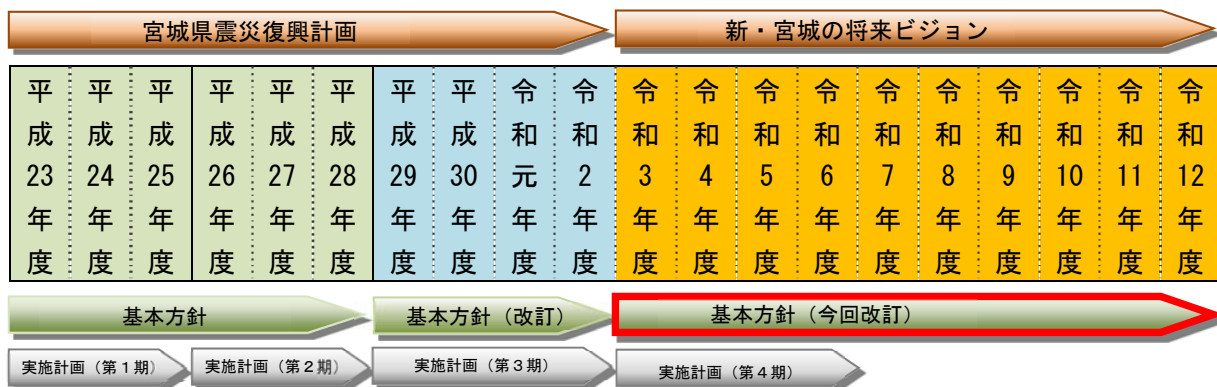 宮城県震災復興計画
新・宮城の将来ビジョン
平成23年度
平成24年度
平成25年度
平成26年度
平成27年度
平成28年度
平成29年度
平成30年度
令和元年度
令和2年度
令和3年度
令和4年度
令和5年度
令和6年度
令和7年度
令和8年度
令和9年度
令和10年度
令和11年度
令和12年度
基本方針
基本方針（改訂）
基本方針（今回改訂）
実施計画（第１期）
実施計画（第２期）
実施計画（第３期）
実施計画（第４期）